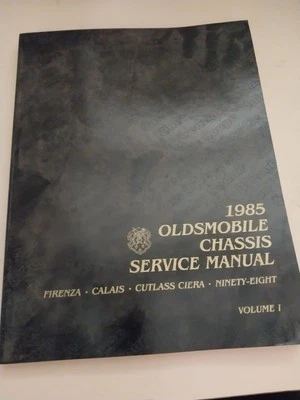 1985
OLDSMOBILE
CHASSIS
SERVICE MANUAL
FIRENZA · CALAIS · CUTLASS CIERA · NINETY-EIGHT
VOLUME I